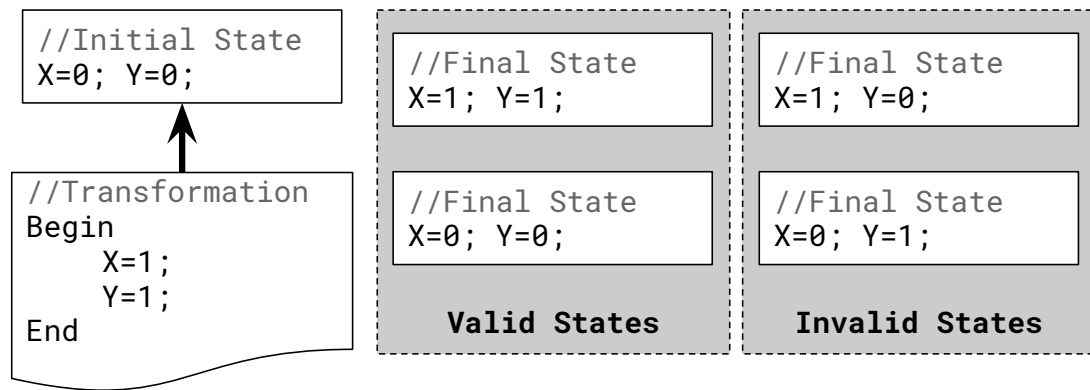 //Initial State
X=0; Y=0;
//Transformation
Begin
X=1;
Y=1;
End
//Final State
X=1; Y=1;
//Final State
X=0; Y=0;
Valid States
//Final State
X=1; Y=0;
//Final State
X=0; Y=1;
Invalid States